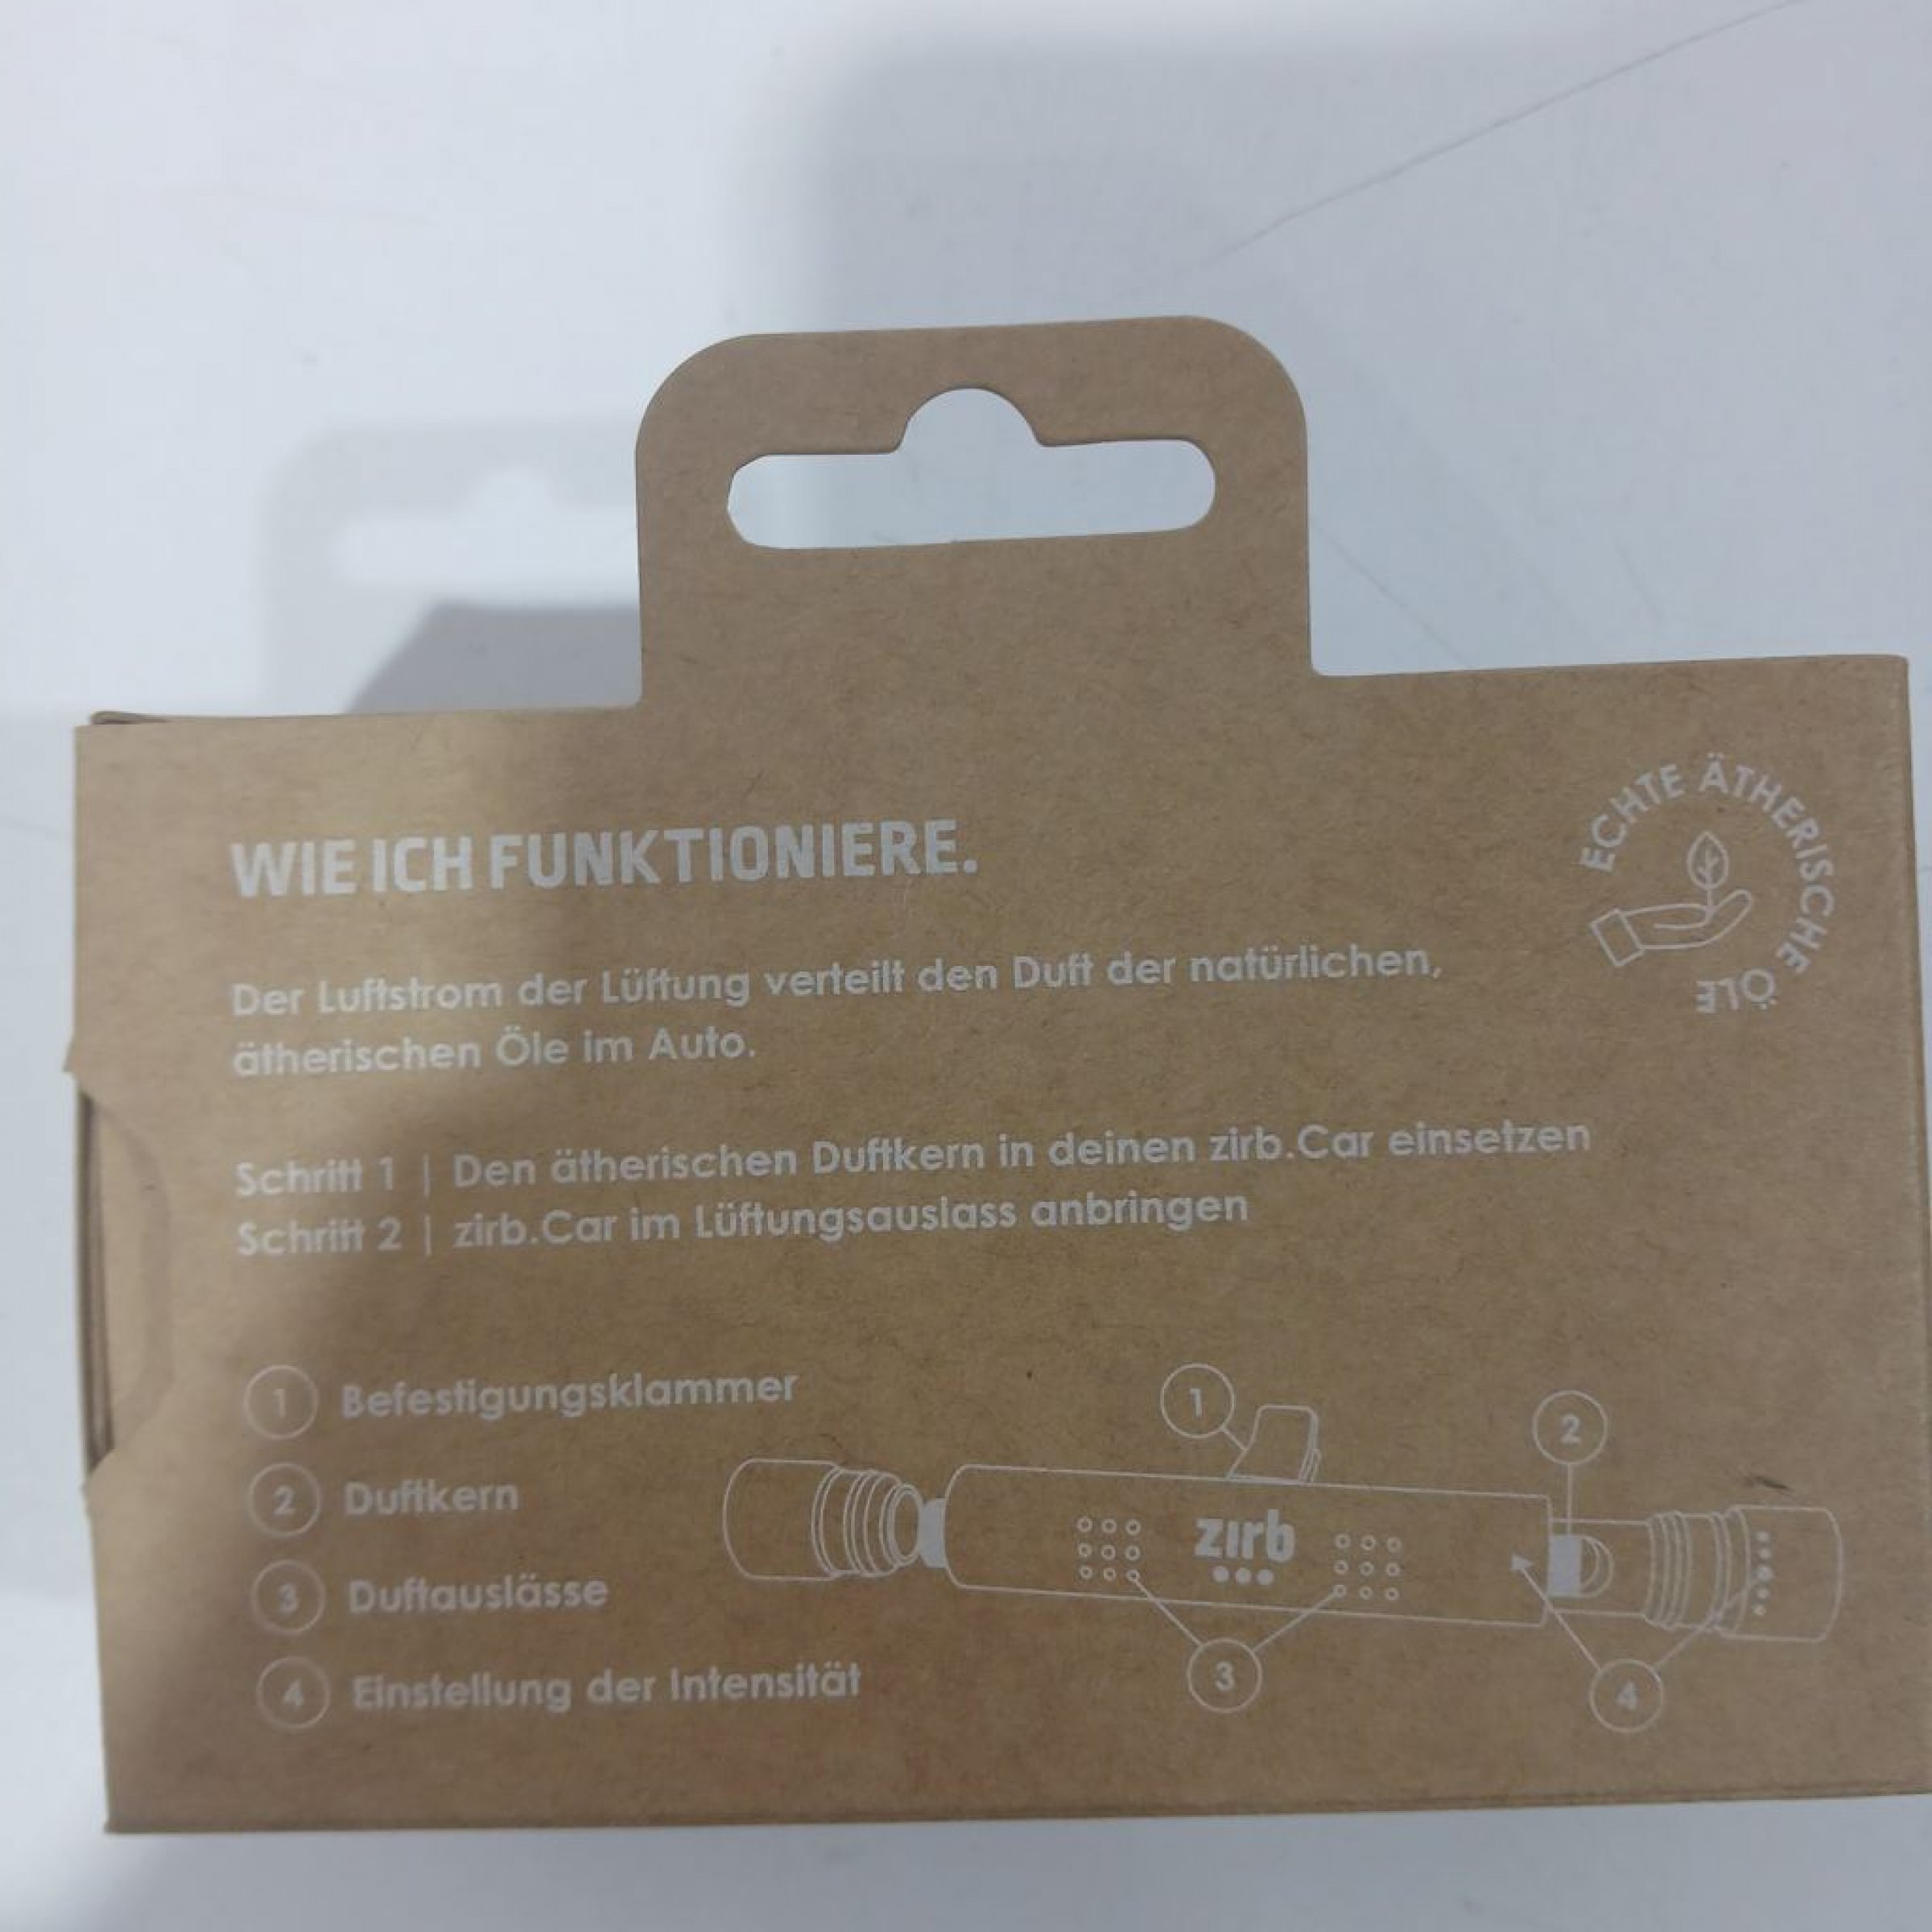 WIE ICH FUNKTIONIERE.
ECHTE ÄTHERISCHE ÖLE
Der Luftstrom der Lüftung verteilt den Duft der natürlichen,
ätherischen Öle im Auto.
Schritt 1 | Den ätherischen Duftkern in deinen zirb.Car einsetzen
Schritt 2 | zirb.Car im Lüftungsauslass anbringen
1 Befestigungsklammer
2 Duftkern
3 Duftauslässe
4 Einstellung der Intensität
1
2
zirb
3
4